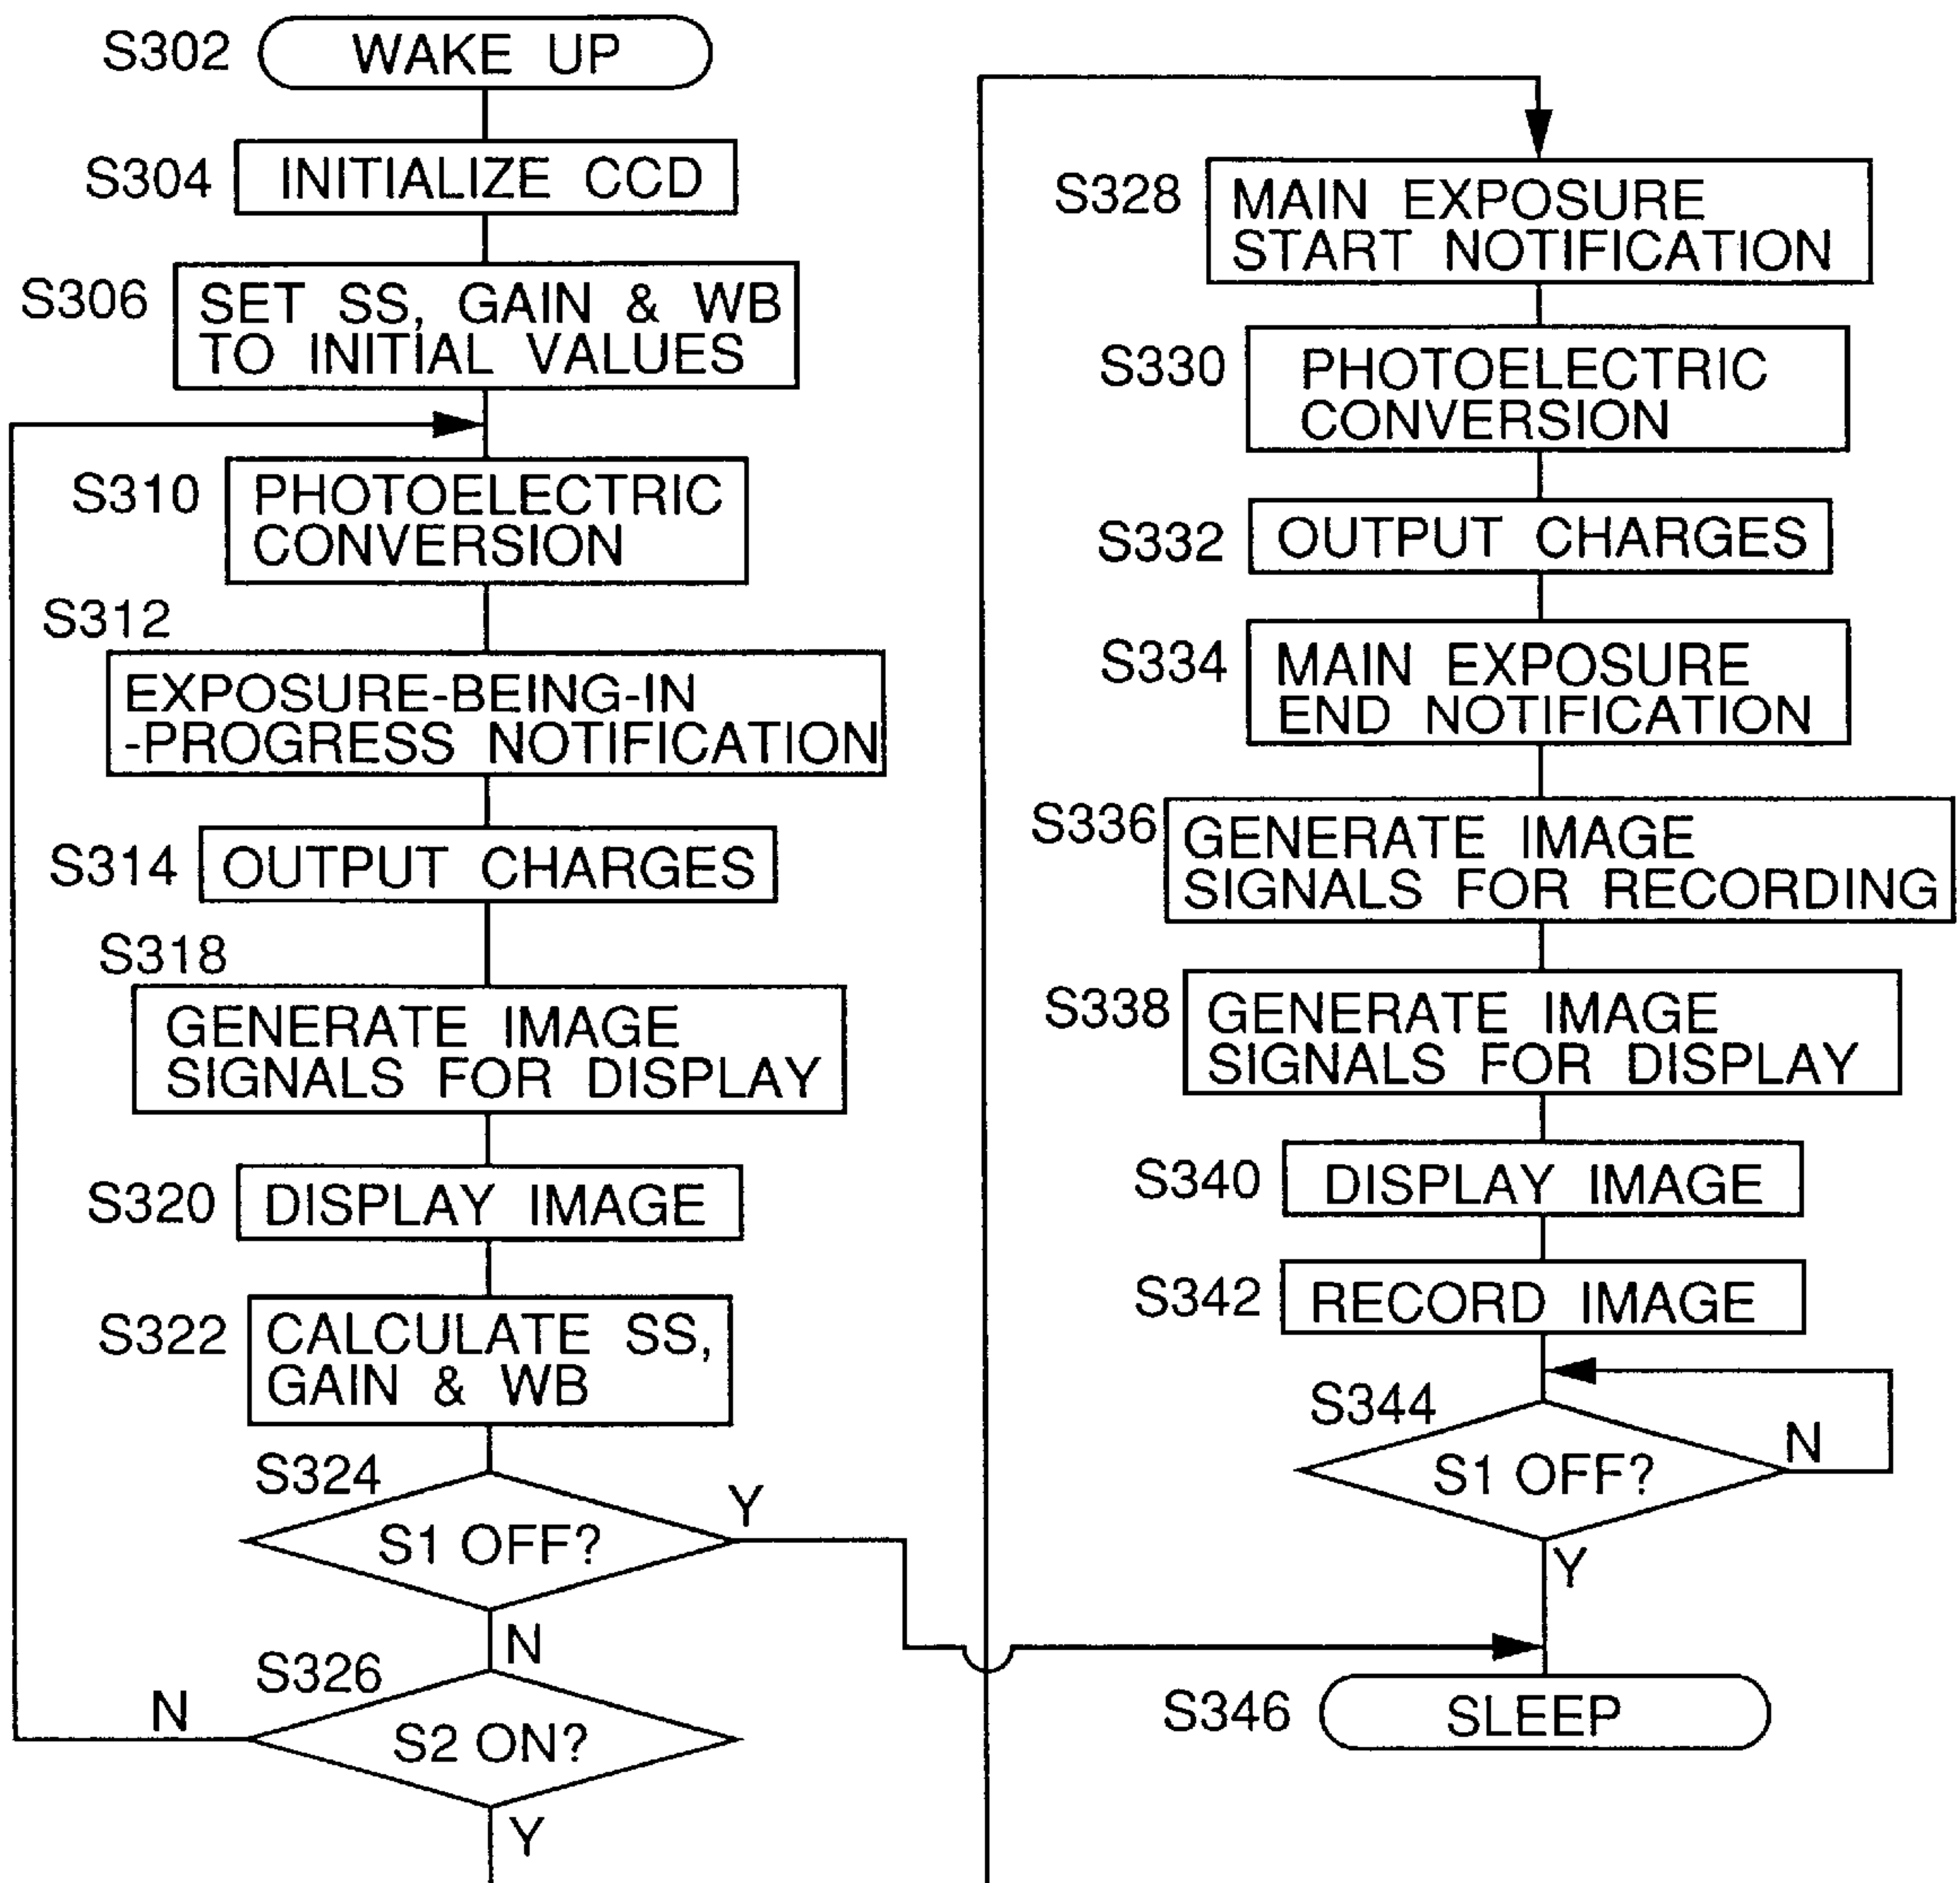 S302 WAKE UP
S304 INITIALIZE CCD
S306 SET SS, GAIN & WB
TO INITIAL VALUES
S310 PHOTOELECTRIC
CONVERSION
S312
EXPOSURE-BEING-IN
-PROGRESS NOTIFICATION
S314 OUTPUT CHARGES
S318
GENERATE IMAGE
SIGNALS FOR DISPLAY
S320 DISPLAY IMAGE
S322 CALCULATE SS,
GAIN & WB
S324
S1 OFF?
Y
N
S326
S2 ON?
N
Y
S328 MAIN EXPOSURE
START NOTIFICATION
S330 PHOTOELECTRIC
CONVERSION
S332 OUTPUT CHARGES
S334 MAIN EXPOSURE
END NOTIFICATION
S336 GENERATE IMAGE
SIGNALS FOR RECORDING
S338 GENERATE IMAGE
SIGNALS FOR DISPLAY
S340 DISPLAY IMAGE
S342 RECORD IMAGE
S344
S1 OFF?
N
Y
S346 SLEEP